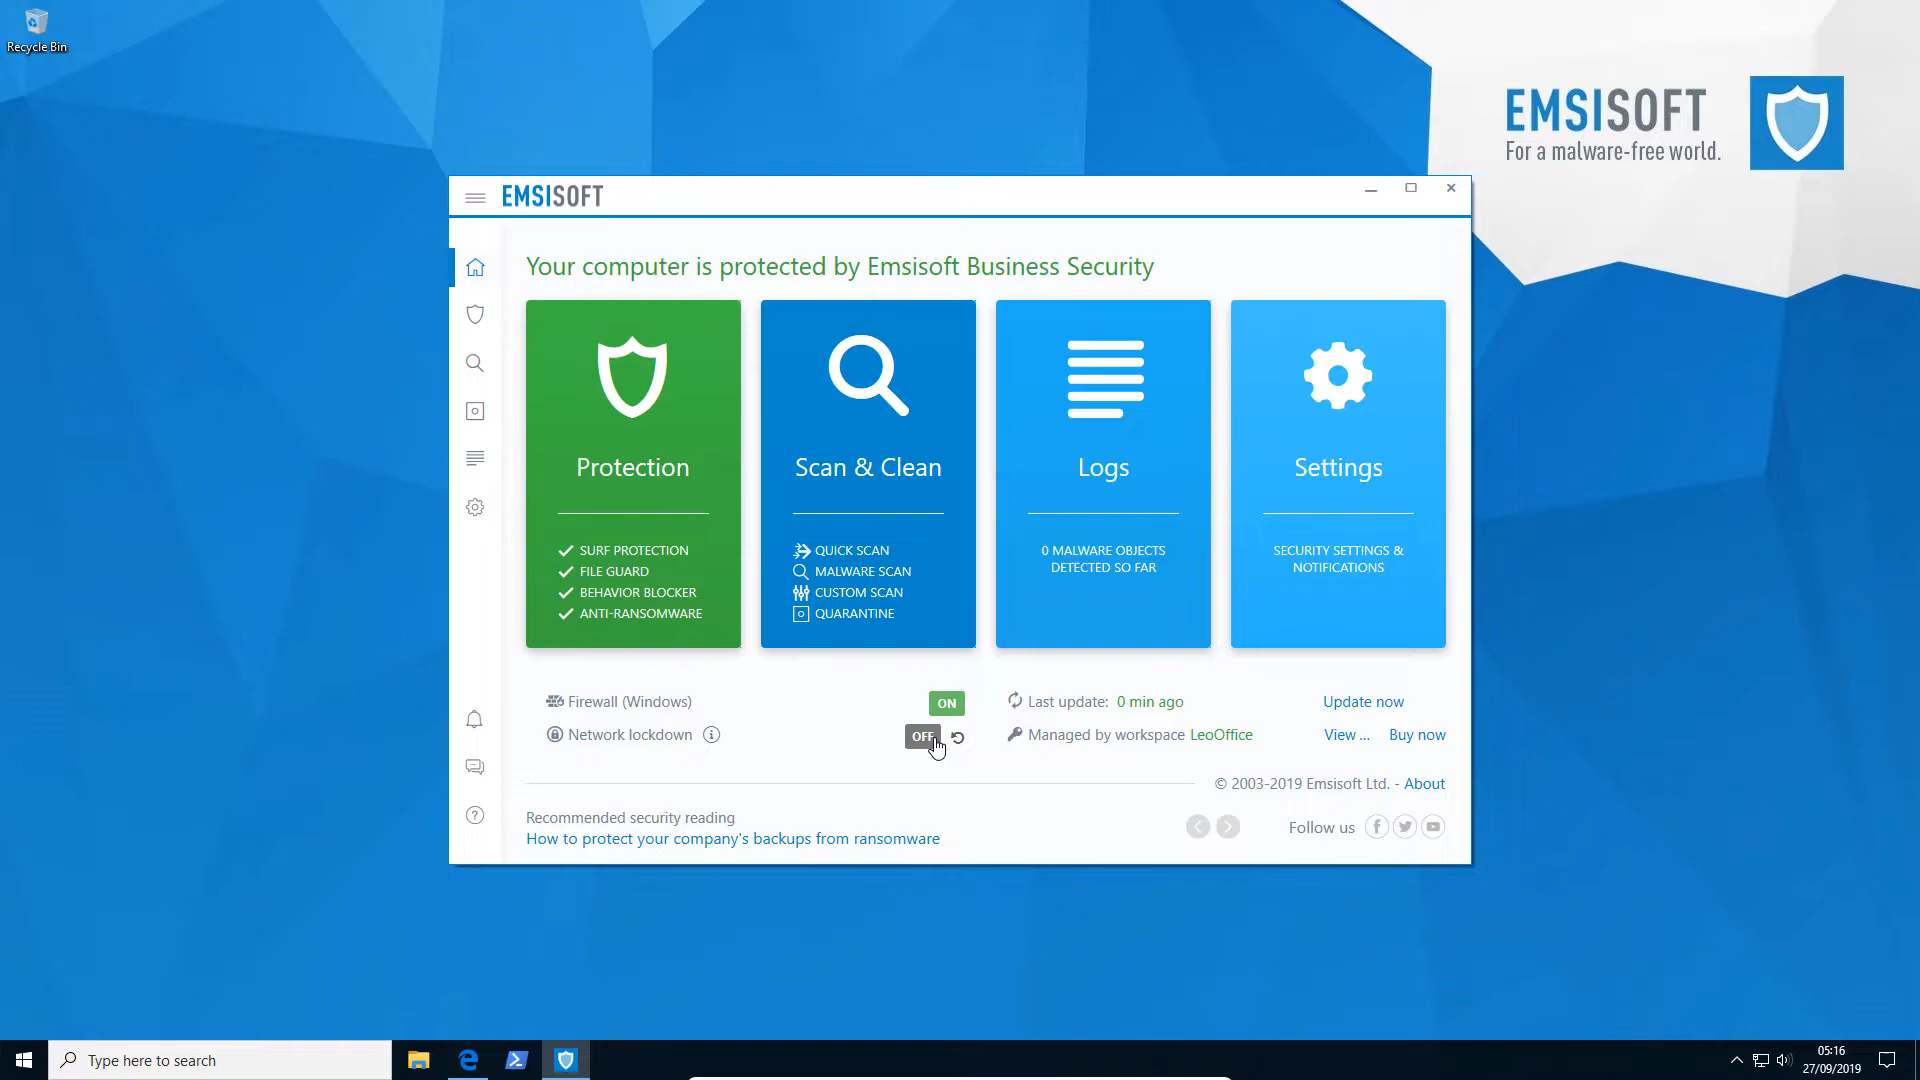 Recycle Bin
EMSISOFT
For a malware-free world.
EMSISOFT
Your computer is protected by Emsisoft Business Security
Protection
SURF PROTECTION
FILE GUARD
BEHAVIOR BLOCKER
ANTI-RANSOMWARE
Scan & Clean
QUICK SCAN
MALWARE SCAN
CUSTOM SCAN
QUARANTINE
Logs
0 MALWARE OBJECTS
DETECTED SO FAR
Settings
SECURITY SETTINGS &
NOTIFICATIONS
Firewall (Windows) ON
Network lockdown OFF
Last update: 0 min ago Update now
Managed by workspace LeoOffice View ... Buy now
© 2003-2019 Emsisoft Ltd. - About
Recommended security reading
How to protect your company's backups from ransomware
Follow us
Type here to search
05:16
27/09/2019